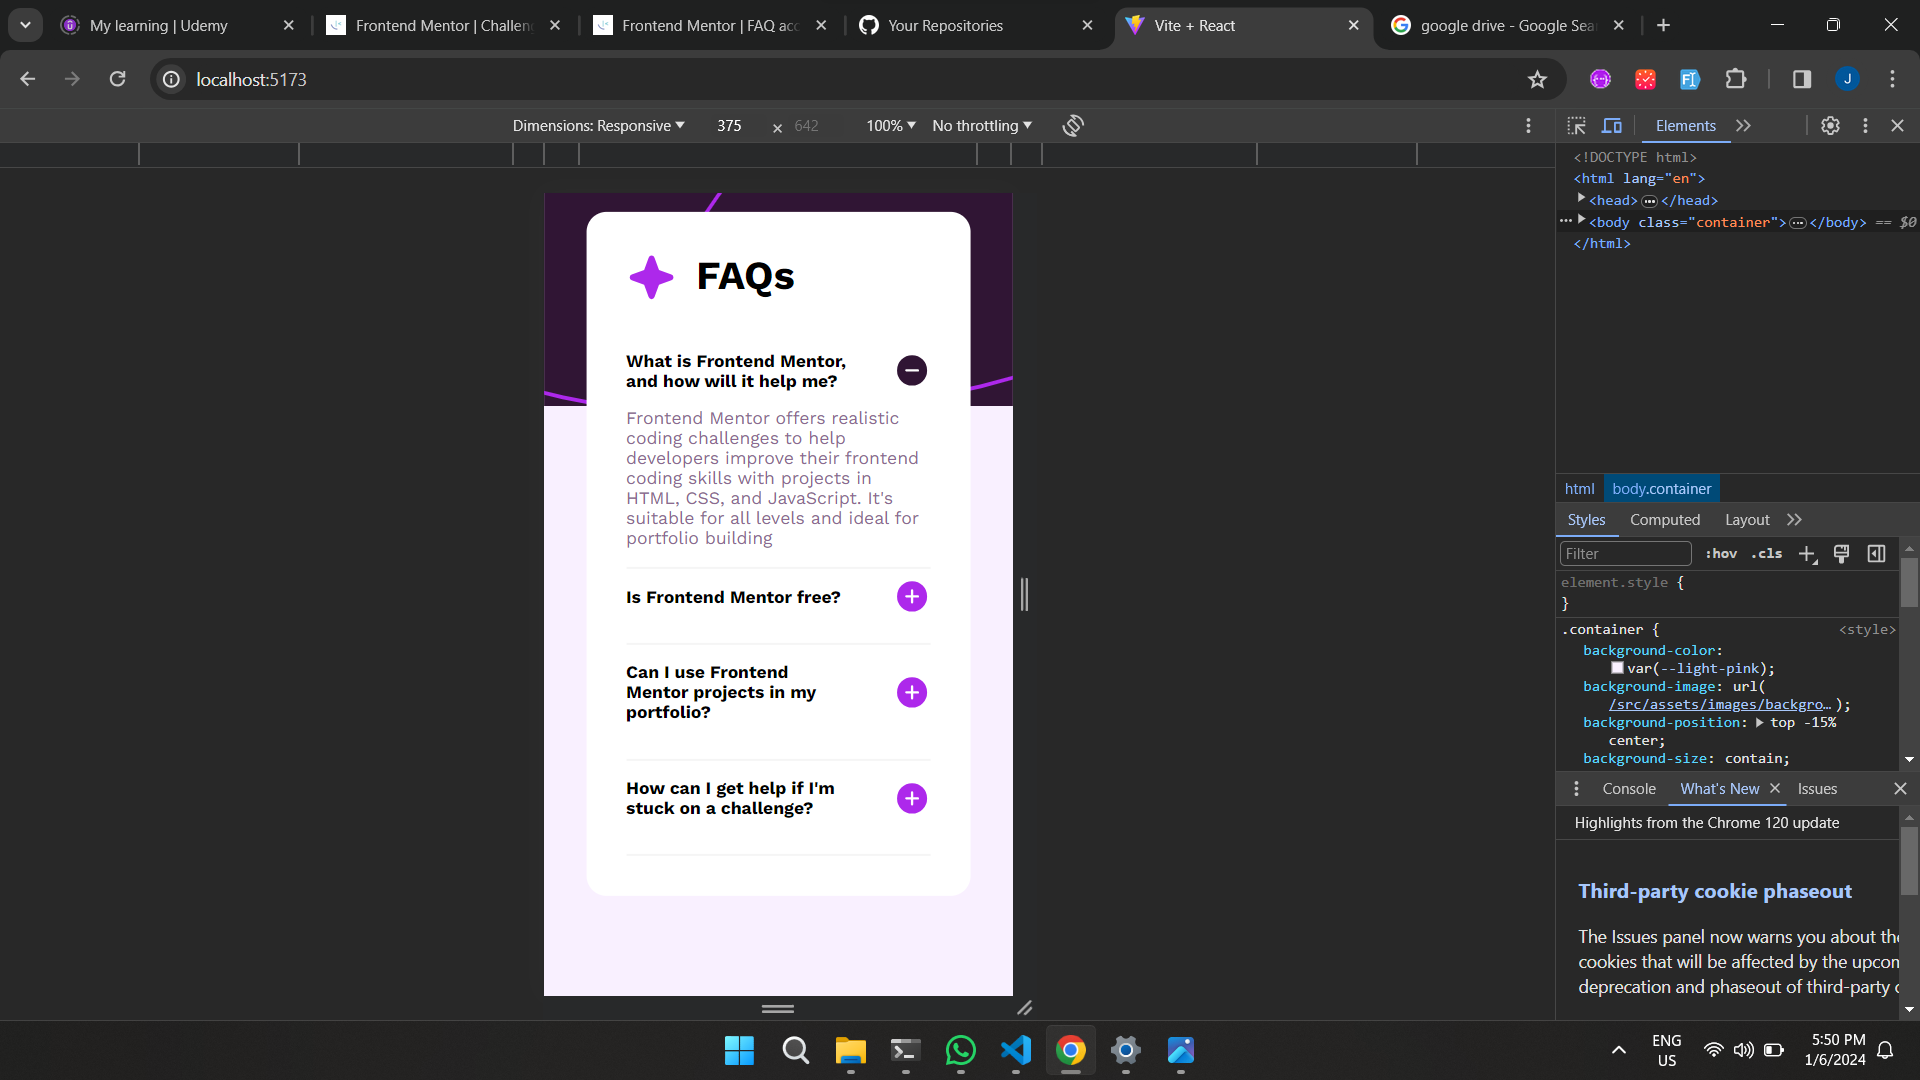 My learning | Udemy
Frontend Mentor | Challen
Frontend Mentor | FAQ acc
Your Repositories
Vite + React
google drive - Google Sea
localhost:5173
J
Dimensions: Responsive 375 × 642 100% No throttling
Elements
<!DOCTYPE html>
<html lang="en">
<head> … </head>
<body class="container"> … </body> == $0
</html>
html body.container
Styles Computed Layout
Filter :hov .cls
element.style {
}
.container { <style>
background-color:
var(--light-pink);
background-image: url(
/src/assets/images/backgro… );
background-position: top -15%
center;
background-size: contain;
Console What's New Issues
Highlights from the Chrome 120 update
Third-party cookie phaseout
The Issues panel now warns you about the
cookies that will be affected by the upcom
deprecation and phaseout of third-party c
FAQs
What is Frontend Mentor,
and how will it help me?
Frontend Mentor offers realistic
coding challenges to help
developers improve their frontend
coding skills with projects in
HTML, CSS, and JavaScript. It's
suitable for all levels and ideal for
portfolio building
Is Frontend Mentor free?
Can I use Frontend
Mentor projects in my
portfolio?
How can I get help if I'm
stuck on a challenge?
ENG
US
5:50 PM
1/6/2024